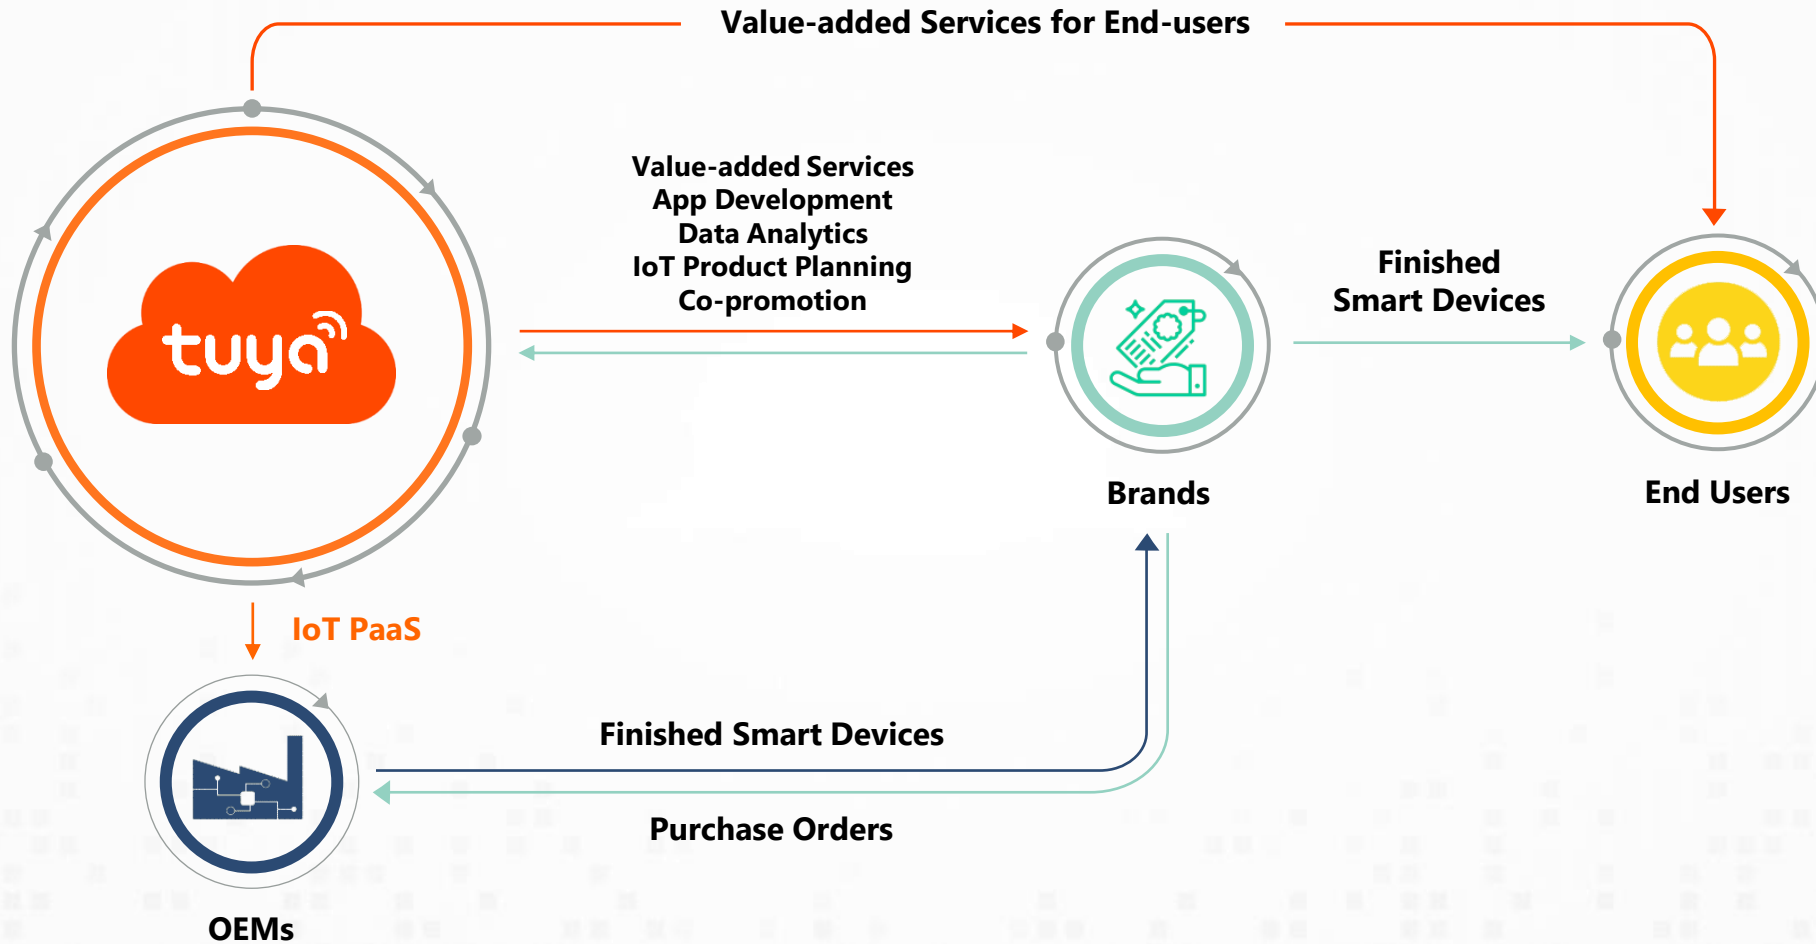 Value-added Services for End-users
Value-added Services
App Development
Data Analytics
IoT Product Planning
Co-promotion
tuya
Finished
Smart Devices
Brands
End Users
IoT PaaS
Finished Smart Devices
Purchase Orders
OEMs